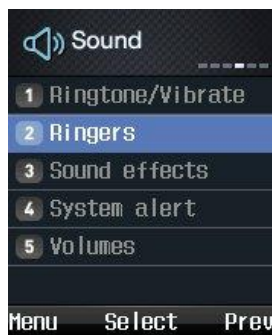 Sound
1 Ringtone/Vibrate
2 Ringers
3 Sound effects
4 System alert
5 Volumes
Menu Select Prev